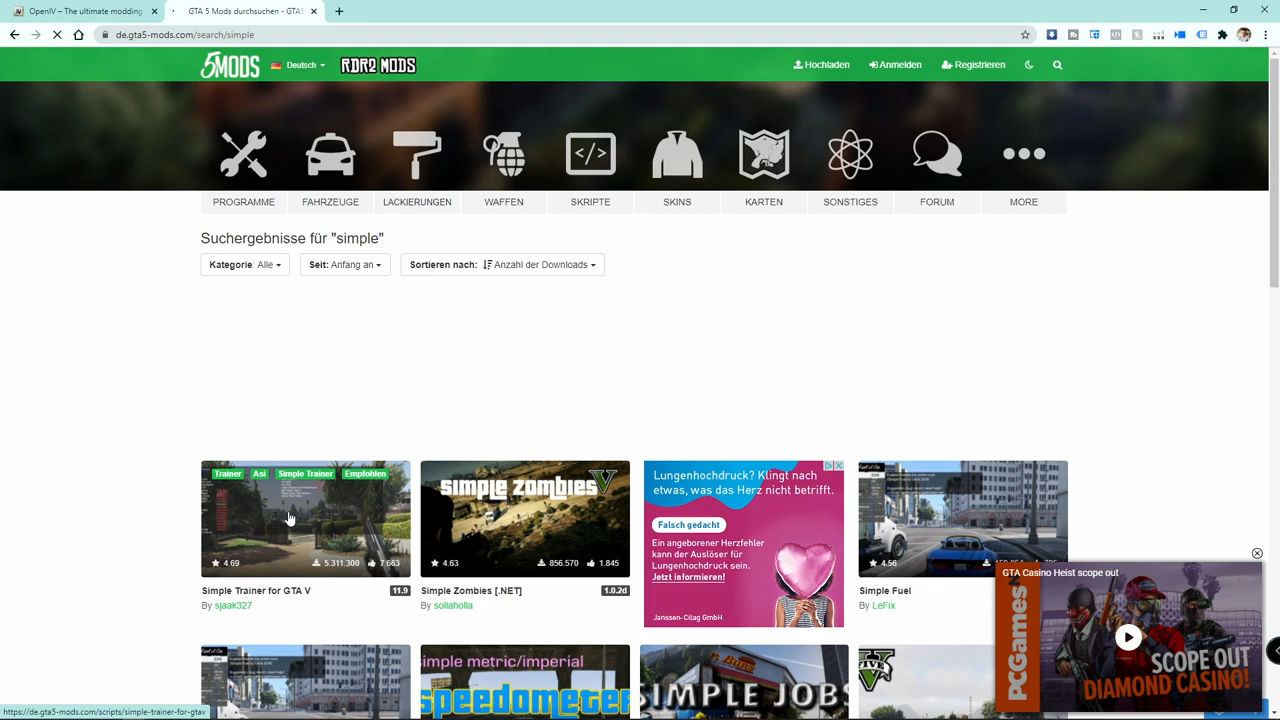 OpenIV – The ultimate modding
GTA 5 Mods durchsuchen - GTA5
de.gta5-mods.com/search/simple
5MODS
Deutsch
RDR2 MODS
Hochladen
Anmelden
Registrieren
PROGRAMME
FAHRZEUGE
LACKIERUNGEN
WAFFEN
SKRIPTE
SKINS
KARTEN
SONSTIGES
FORUM
MORE
Suchergebnisse für "simple"
Kategorie: Alle
Seit: Anfang an
Sortieren nach: Anzahl der Downloads
Trainer
Asi
Simple Trainer
Empfohlen
4.69
5.311.300
7.663
Simple Trainer for GTA V
11.9
By sjaak327
simple zombies V
4.63
856.570
1.845
Simple Zombies [.NET]
1.0.2d
By sollaholla
Lungenhochdruck? Klingt nach
etwas, was das Herz nicht betrifft.
Falsch gedacht
Ein angeborener Herzfehler
kann der Auslöser für
Lungenhochdruck sein.
Jetzt informieren!
Janssen-Cilag GmbH
4.56
Simple Fuel
By LeFix
GTA Casino Heist scope out
PCGames
SCOPE OUT
DIAMOND CASINO!
simple metric/imperial
speedometer
SIMPLE JOBS
FIVE
https://de.gta5-mods.com/scripts/simple-trainer-for-gtav